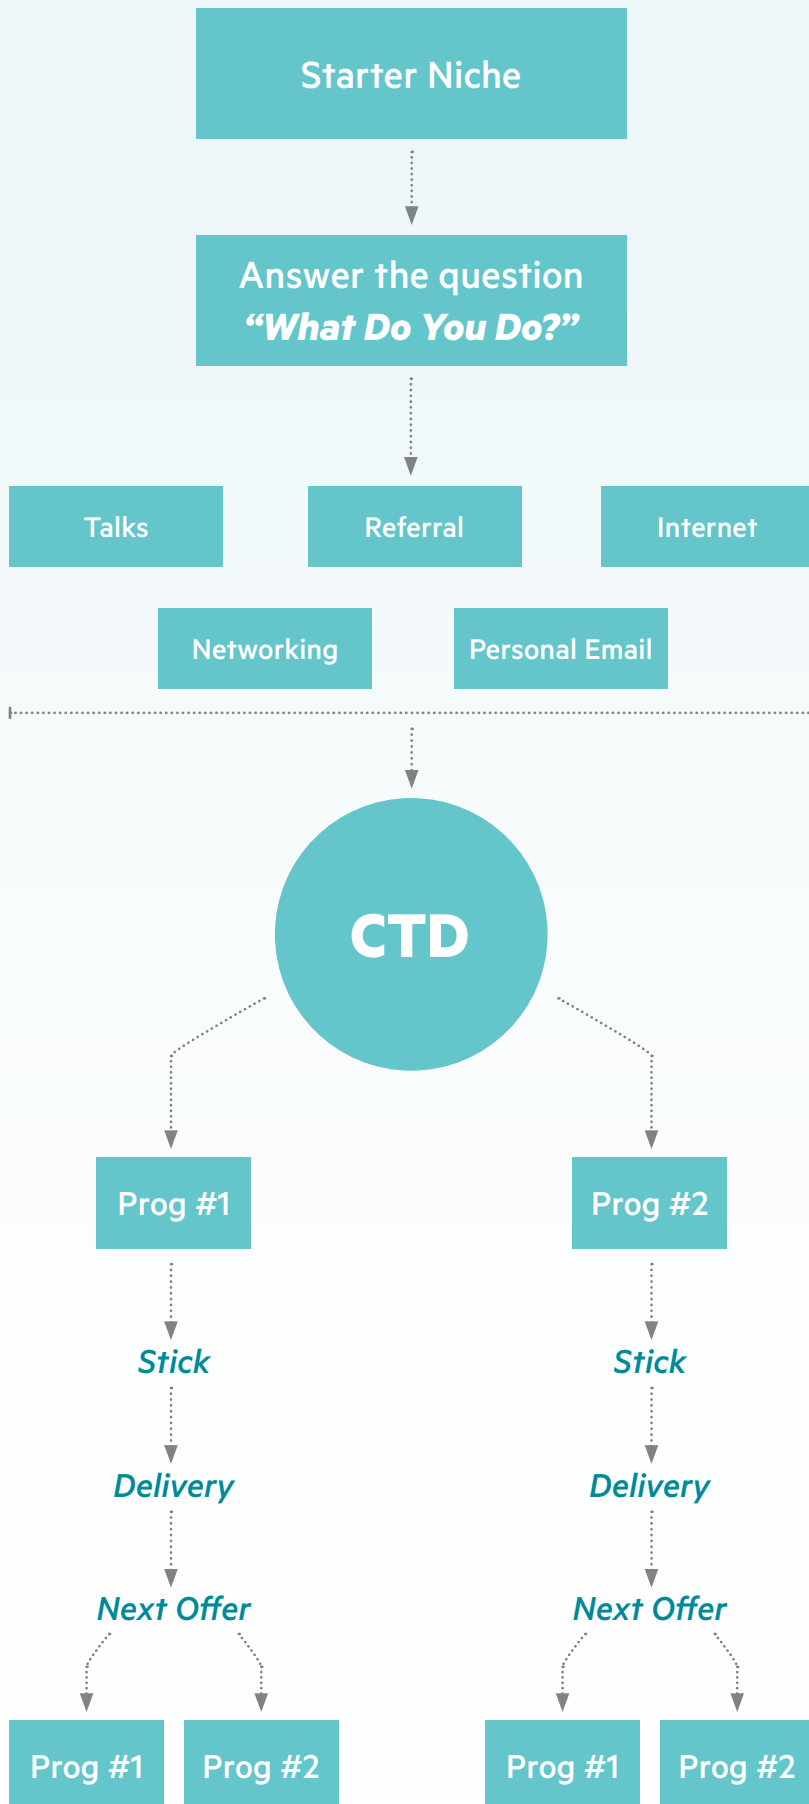 Starter Niche
Answer the question
“What Do You Do?”
Talks
Referral
Internet
Networking
Personal Email
CTD
Prog #1
Prog #2
Stick
Stick
Delivery
Delivery
Next Offer
Next Offer
Prog #1
Prog #2
Prog #1
Prog #2